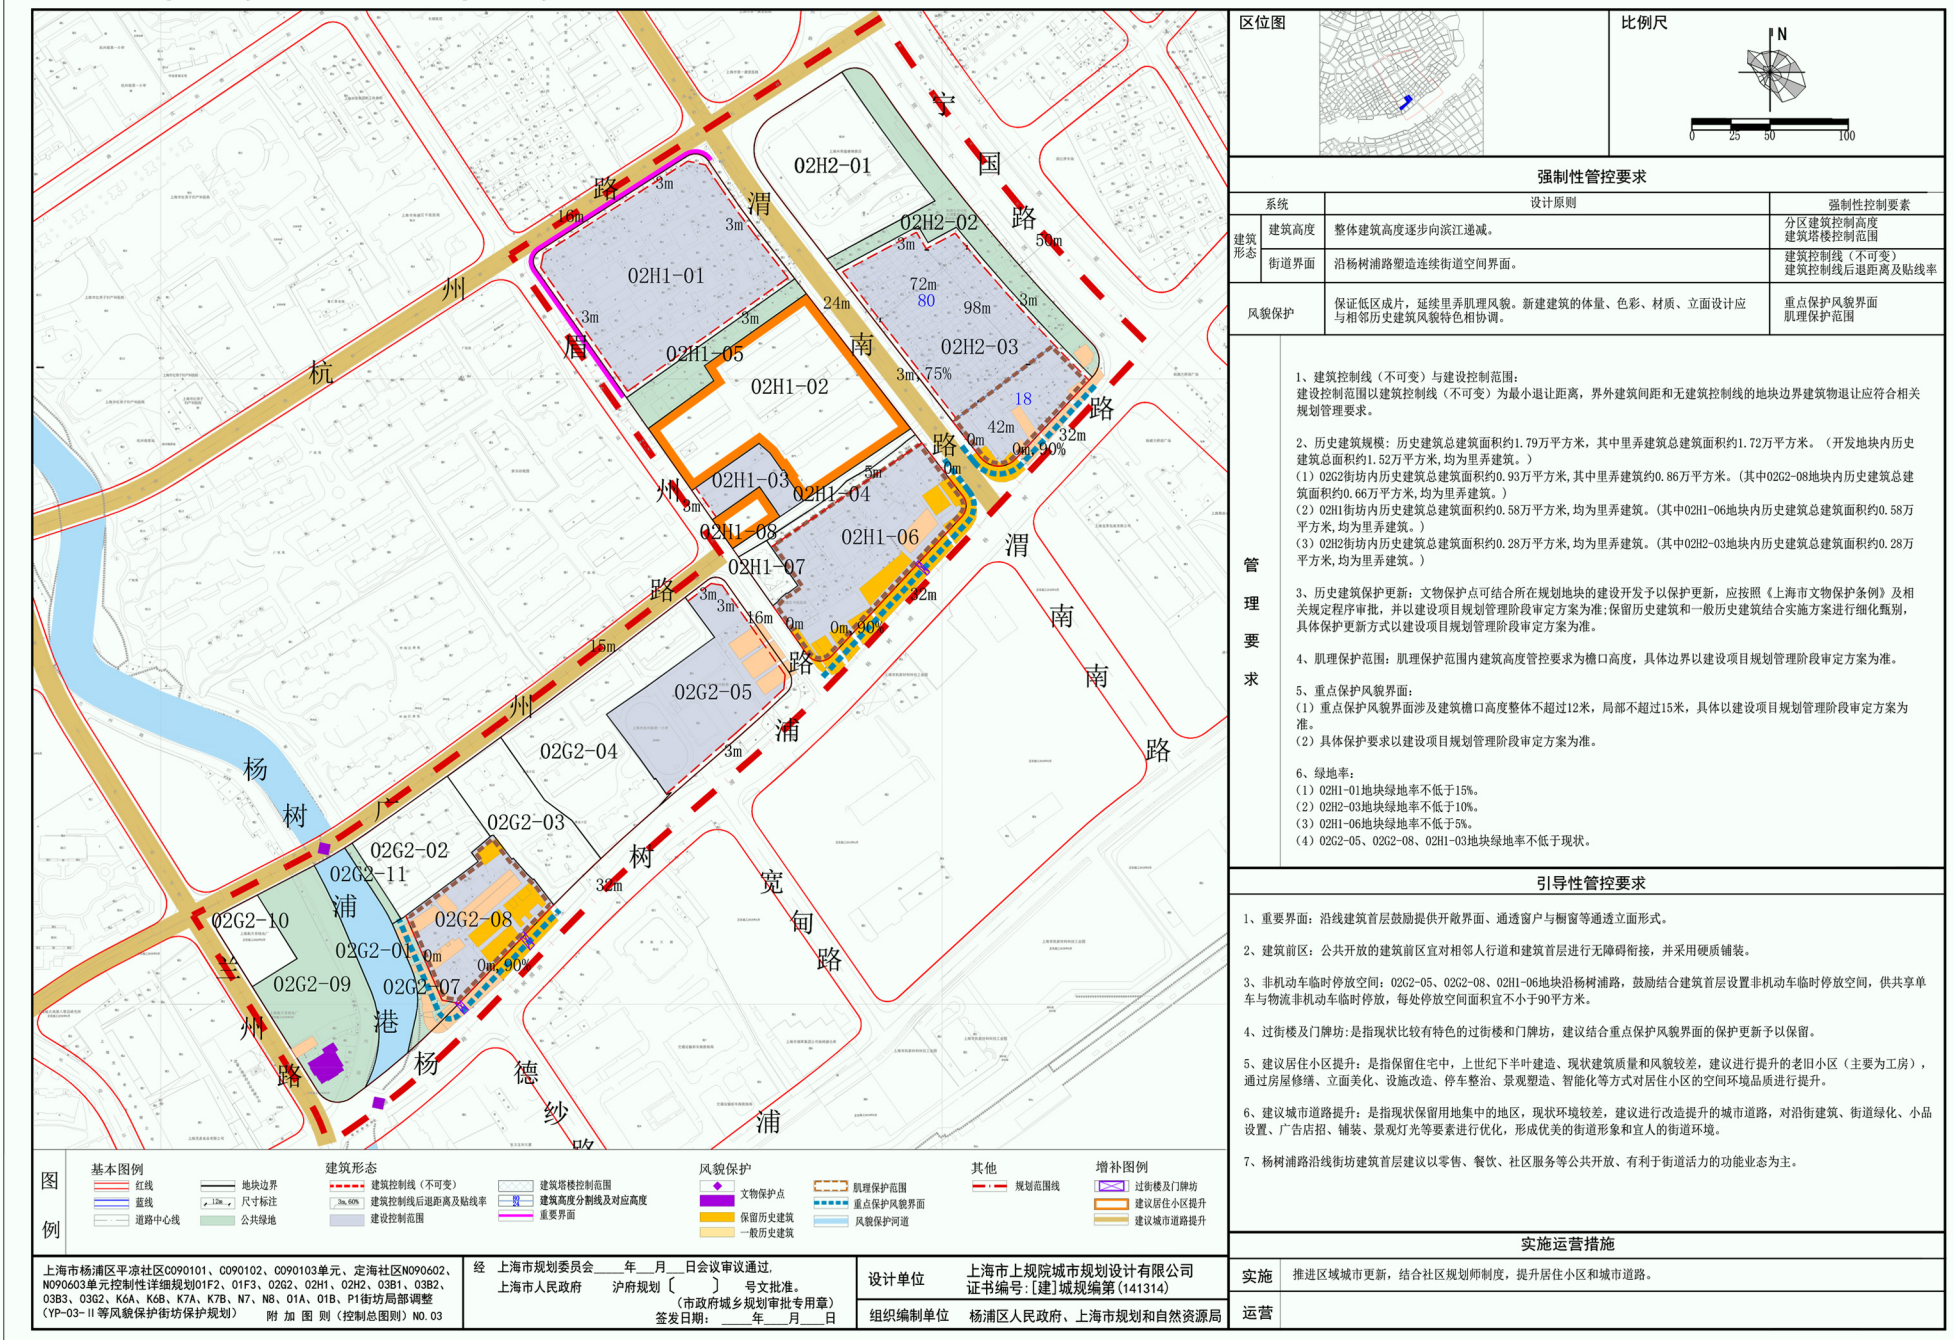 区位图
比例尺
N
0 25 50 100
强制性管控要求
系统 设计原则 强制性控制要素
建筑形态
建筑高度 整体建筑高度逐步向滨江递减。
分区建筑控制高度
建筑塔楼控制范围
街道界面 沿杨树浦路塑造连续街道空间界面。
建筑控制线（不可变）
建筑控制线后退距离及贴线率
风貌保护
保证低区成片，延续里弄肌理风貌。新建建筑的体量、色彩、材质、立面设计应
与相邻历史建筑风貌特色相协调。
重点保护风貌界面
肌理保护范围
管理要求
1、建筑控制线（不可变）与建设控制范围：
建设控制范围以建筑控制线（不可变）为最小退让距离，界外建筑间距和无建筑控制线的地块边界建筑物退让应符合相关
规划管理要求。
2、历史建筑规模：历史建筑总建筑面积约1.79万平方米，其中里弄建筑总建筑面积约1.72万平方米。（开发地块内历史
建筑总面积约1.52万平方米,均为里弄建筑。）
（1）02G2街坊内历史建筑总建筑面积约0.93万平方米,其中里弄建筑约0.86万平方米。(其中02G2-08地块内历史建筑总建
筑面积约0.66万平方米,均为里弄建筑。)
（2）02H1街坊内历史建筑总建筑面积约0.58万平方米,均为里弄建筑。(其中02H1-06地块内历史建筑总建筑面积约0.58万
平方米,均为里弄建筑。)
（3）02H2街坊内历史建筑总建筑面积约0.28万平方米,均为里弄建筑。(其中02H2-03地块内历史建筑总建筑面积约0.28万
平方米,均为里弄建筑。)
3、历史建筑保护更新：文物保护点可结合所在规划地块的建设开发予以保护更新，应按照《上海市文物保护条例》及相
关规定程序审批，并以建设项目规划管理阶段审定方案为准;保留历史建筑和一般历史建筑结合实施方案进行细化甄别，
具体保护更新方式以建设项目规划管理阶段审定方案为准。
4、肌理保护范围：肌理保护范围内建筑高度管控要求为檐口高度，具体边界以建设项目规划管理阶段审定方案为准。
5、重点保护风貌界面：
（1）重点保护风貌界面涉及建筑檐口高度整体不超过12米，局部不超过15米，具体以建设项目规划管理阶段审定方案为
准。
（2）具体保护要求以建设项目规划管理阶段审定方案为准。
6、绿地率：
（1）02H1-01地块绿地率不低于15%。
（2）02H2-03地块绿地率不低于10%。
（3）02H1-06地块绿地率不低于5%。
（4）02G2-05、02G2-08、02H1-03地块绿地率不低于现状。
引导性管控要求
1、重要界面：沿线建筑首层鼓励提供开敞界面、通透窗户与橱窗等通透立面形式。
2、建筑前区：公共开放的建筑前区宜对相邻人行道和建筑首层进行无障碍衔接，并采用硬质铺装。
3、非机动车临时停放空间：02G2-05、02G2-08、02H1-06地块沿杨树浦路，鼓励结合建筑首层设置非机动车临时停放空间，供共享单
车与物流非机动车临时停放，每处停放空间面积宜不小于90平方米。
4、过街楼及门牌坊:是指现状比较有特色的过街楼和门牌坊，建议结合重点保护风貌界面的保护更新予以保留。
5、建议居住小区提升：是指保留住宅中，上世纪下半叶建造、现状建筑质量和风貌较差，建议进行提升的老旧小区（主要为工房），
通过房屋修缮、立面美化、设施改造、停车整治、景观塑造、智能化等方式对居住小区的空间环境品质进行提升。
6、建议城市道路提升：是指现状保留用地集中的地区，现状环境较差，建议进行改造提升的城市道路，对沿街建筑、街道绿化、小品
设置、广告店招、铺装、景观灯光等要素进行优化，形成优美的街道形象和宜人的街道环境。
7、杨树浦路沿线街坊建筑首层建议以零售、餐饮、社区服务等公共开放、有利于街道活力的功能业态为主。
实施运营措施
实施 推进区域城市更新，结合社区规划师制度，提升居住小区和城市道路。
运营
宁国路
杭州路
眉州路
渭南路
广州路
杨树浦港
兰州路
杨树浦路
渭南路
宽甸路
德纱路
浦
南
02H2-01
02H2-02
02H1-01
02H1-05
02H1-02
02H2-03
02H1-03
02H1-04
02H1-08
02H1-06
02H1-07
02G2-05
02G2-04
02G2-03
02G2-02
02G2-11
02G2-10
02G2-01
02G2-08
02G2-09
02G2-07
16m
3m
3m
3m
3m
24m
3m
50m
72m
80
98m
3m
3m,75%
18
42m
0m
32m
0m,90%
0m
5m
3m
32m
3m
3m
16m
0m
0m,90%
15m
3m
32m
0m
0m,90%
图例
基本图例
红线
蓝线
道路中心线
地块边界
12m 尺寸标注
公共绿地
建筑形态
建筑控制线（不可变）
3m,60% 建筑控制线后退距离及贴线率
建设控制范围
建筑塔楼控制范围
80 24 建筑高度分割线及对应高度
重要界面
风貌保护
文物保护点
保留历史建筑
一般历史建筑
肌理保护范围
重点保护风貌界面
风貌保护河道
其他
规划范围线
增补图例
过街楼及门牌坊
建议居住小区提升
建议城市道路提升
上海市杨浦区平凉社区C090101、C090102、C090103单元、定海社区N090602、
N090603单元控制性详细规划01F2、01F3、02G2、02H1、02H2、03B1、03B2、
03B3、03G2、K6A、K6B、K7A、K7B、N7、N8、01A、01B、P1街坊局部调整
（YP-03-Ⅱ等风貌保护街坊保护规划） 附加图则（控制总图则）NO.03
经 上海市规划委员会____年__月__日会议审议通过,
上海市人民政府 沪府规划〔 〕 号文批准。
（市政府城乡规划审批专用章）
签发日期： ____年___月___日
设计单位 上海市上规院城市规划设计有限公司
证书编号:[建]城规编第(141314)
组织编制单位 杨浦区人民政府、上海市规划和自然资源局